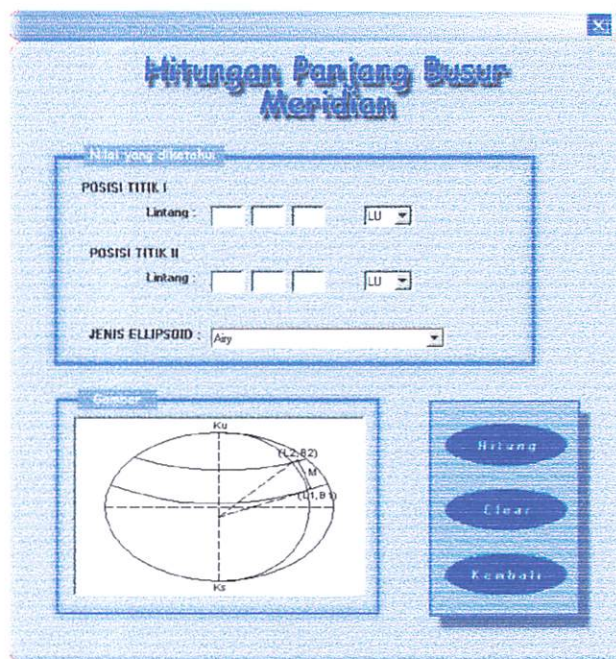 Hitungan Panjang Busur
Meridian
Nilai yang diketahui
POSISI TITIK I
Lintang :
LU
POSISI TITIK II
Lintang :
LU
JENIS ELLIPSOID :
Airy
Gambar
Ku
(L2,B2)
M
(L1,B1)
Ks
Hitung
Clear
Kembali